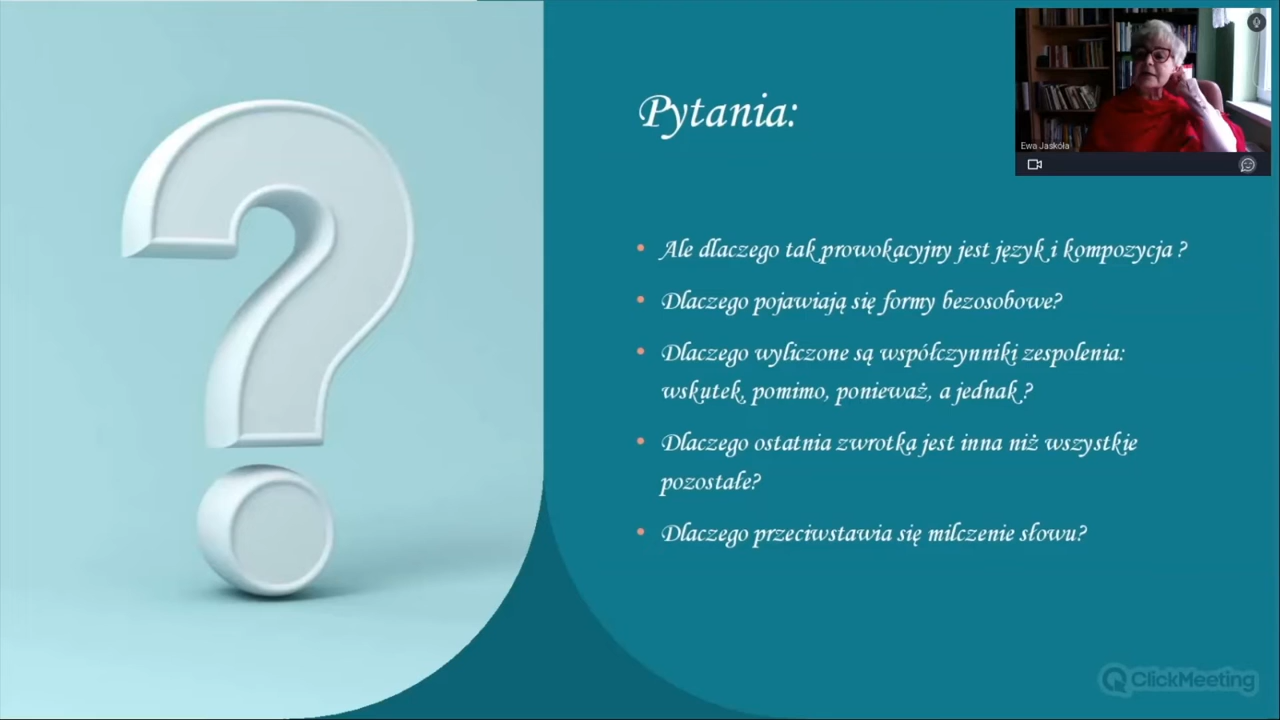 Pytania:
Ewa Jaskóła
Ale dlaczego tak prowokacyjny jest język i kompozycja ?
Dlaczego pojawiają się formy bezosobowe?
Dlaczego wyliczone są współczynniki zespolenia:
wskutek, pomimo, ponieważ, a jednak ?
Dlaczego ostatnia zwrotka jest inna niż wszystkie
pozostałe?
Dlaczego przeciwstawia się milczenie słowu?
ClickMeeting